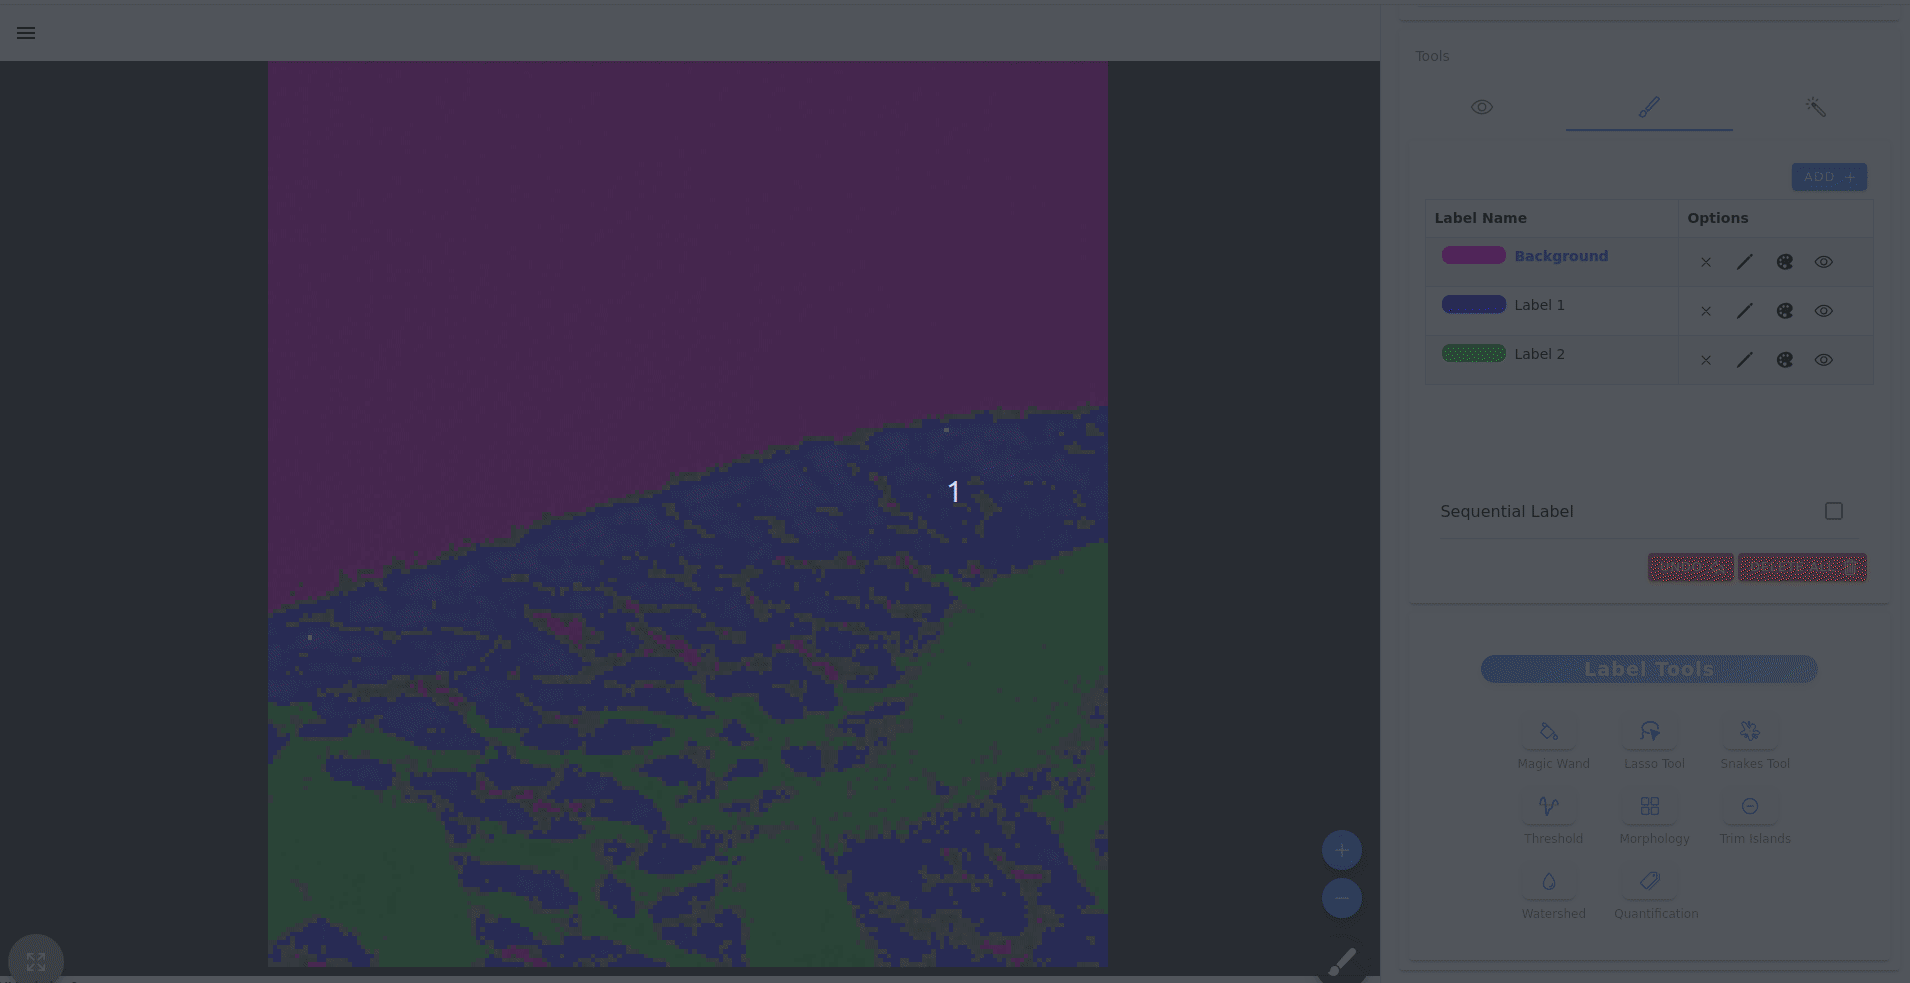 Tools
ADD +
Label Name Options
Background
Label 1
Label 2
1
Sequential Label
UNDO DELETE ALL
Label Tools
Magic Wand Lasso Tool Snakes Tool
Threshold Morphology Trim Islands
Watershed Quantification